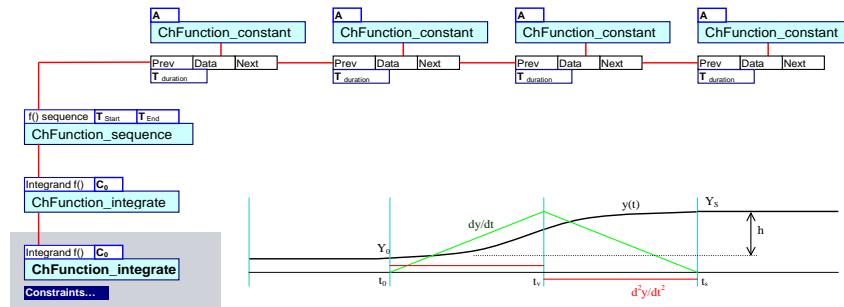 A A A A
ChFunction_constant ChFunction_constant ChFunction_constant ChFunction_constant
Prev Data Next Prev Data Next Prev Data Next Prev Data Next
T duration T duration T duration T duration
f() sequence T Start T End
ChFunction_sequence
Integrand f() C0
ChFunction_integrate
y(t) YS
dy/dt
h
Y0
Integrand f() C0
ChFunction_integrate
t0 tv ts
Constraints...
d²y/dt²